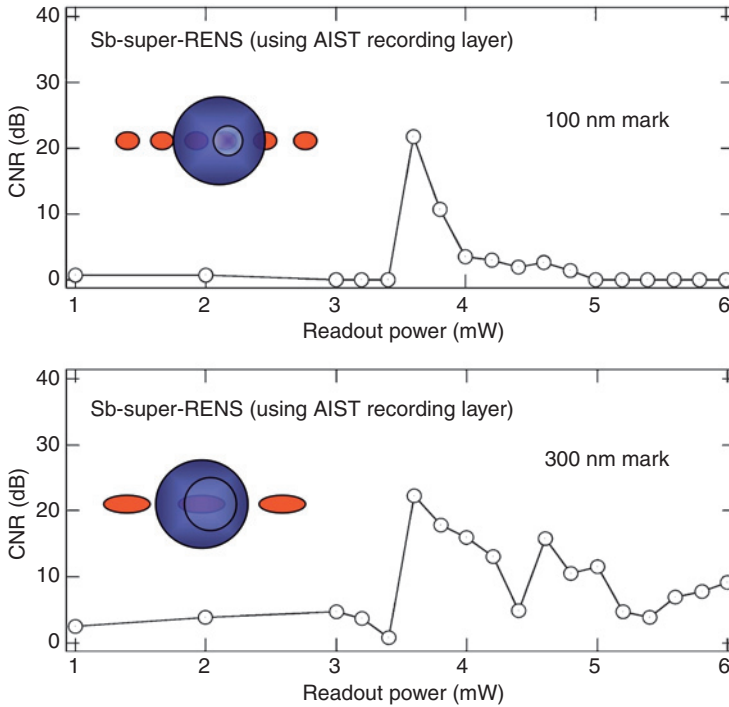 40
Sb-super-RENS (using AIST recording layer)
30
100 nm mark
20
10
0
CNR (dB)
1 2 3 4 5 6
Readout power (mW)
40
Sb-super-RENS (using AIST recording layer)
30
300 nm mark
20
10
0
CNR (dB)
1 2 3 4 5 6
Readout power (mW)